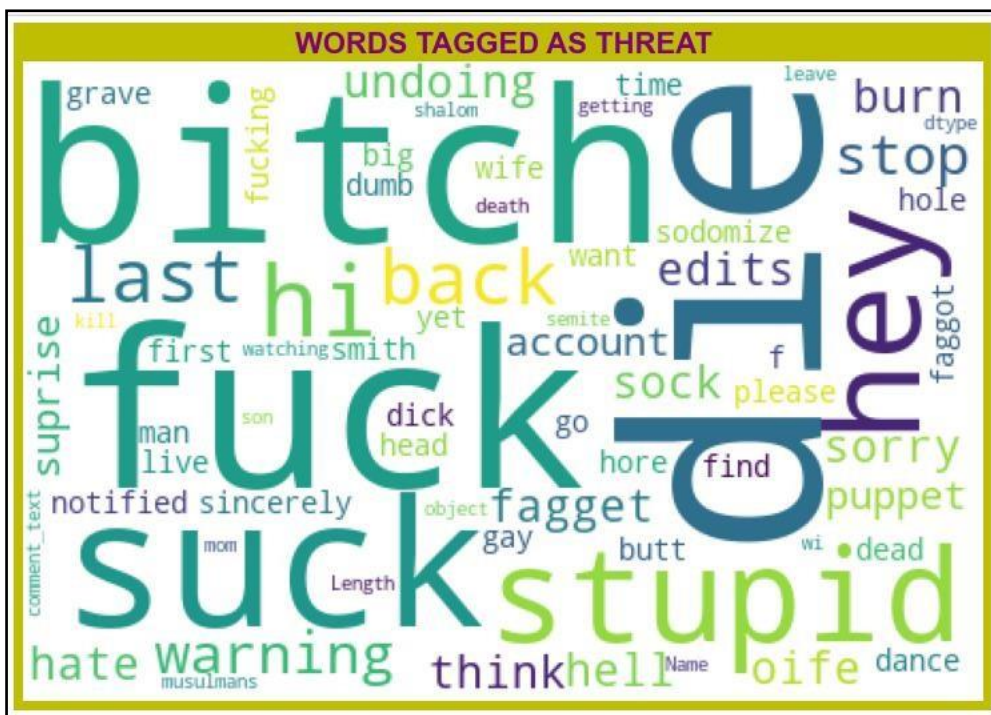 WORDS TAGGED AS THREAT
grave
fucking
undoing
shalom
getting
time
leave
burn
dtype
stop
hole
bitch
big
dumb
wife
death
die
sodomize
hey
faggot
last
hi
back
want
edits
kill
yet
semite
suprise
first
watching
smith
account
f
please
sock
fuck
son
man
live
dick
head
go
hore
find
sorry
puppet
notified
sincerely
object
fagget
comment_text
suck
mom
Length
gay
butt
wi
dead
stupid
hate
warning
musulmans
think
hell
Name
oife
dance